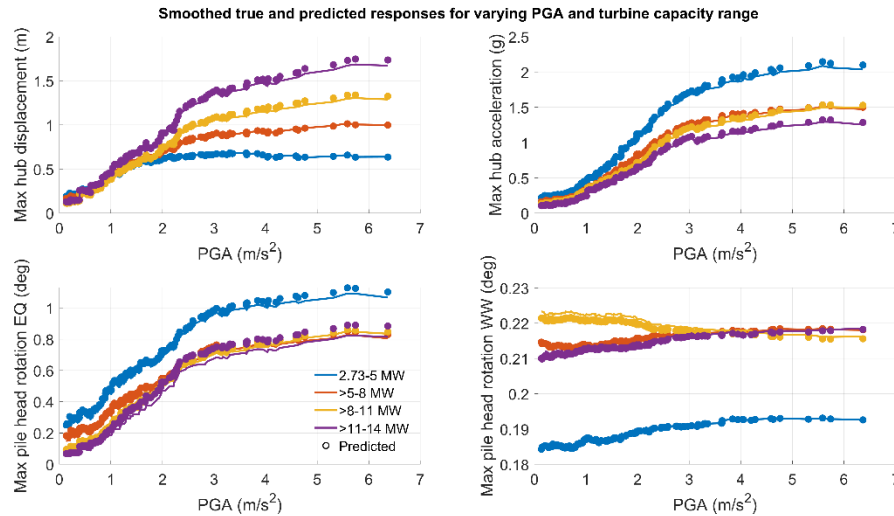 Smoothed true and predicted responses for varying PGA and turbine capacity range
Max hub displacement (m)
2
1.5
1
0.5
0
0 1 2 3 4 5 6 7
PGA (m/s²)
Max hub acceleration (g)
2.5
2
1.5
1
0.5
0
0 1 2 3 4 5 6 7
PGA (m/s²)
Max pile head rotation EQ (deg)
1
0.8
0.6
0.4
0.2
0
0 1 2 3 4 5 6 7
PGA (m/s²)
2.73-5 MW
>5-8 MW
>8-11 MW
>11-14 MW
Predicted
Max pile head rotation WW (deg)
0.23
0.22
0.21
0.2
0.19
0.18
0 1 2 3 4 5 6 7
PGA (m/s²)